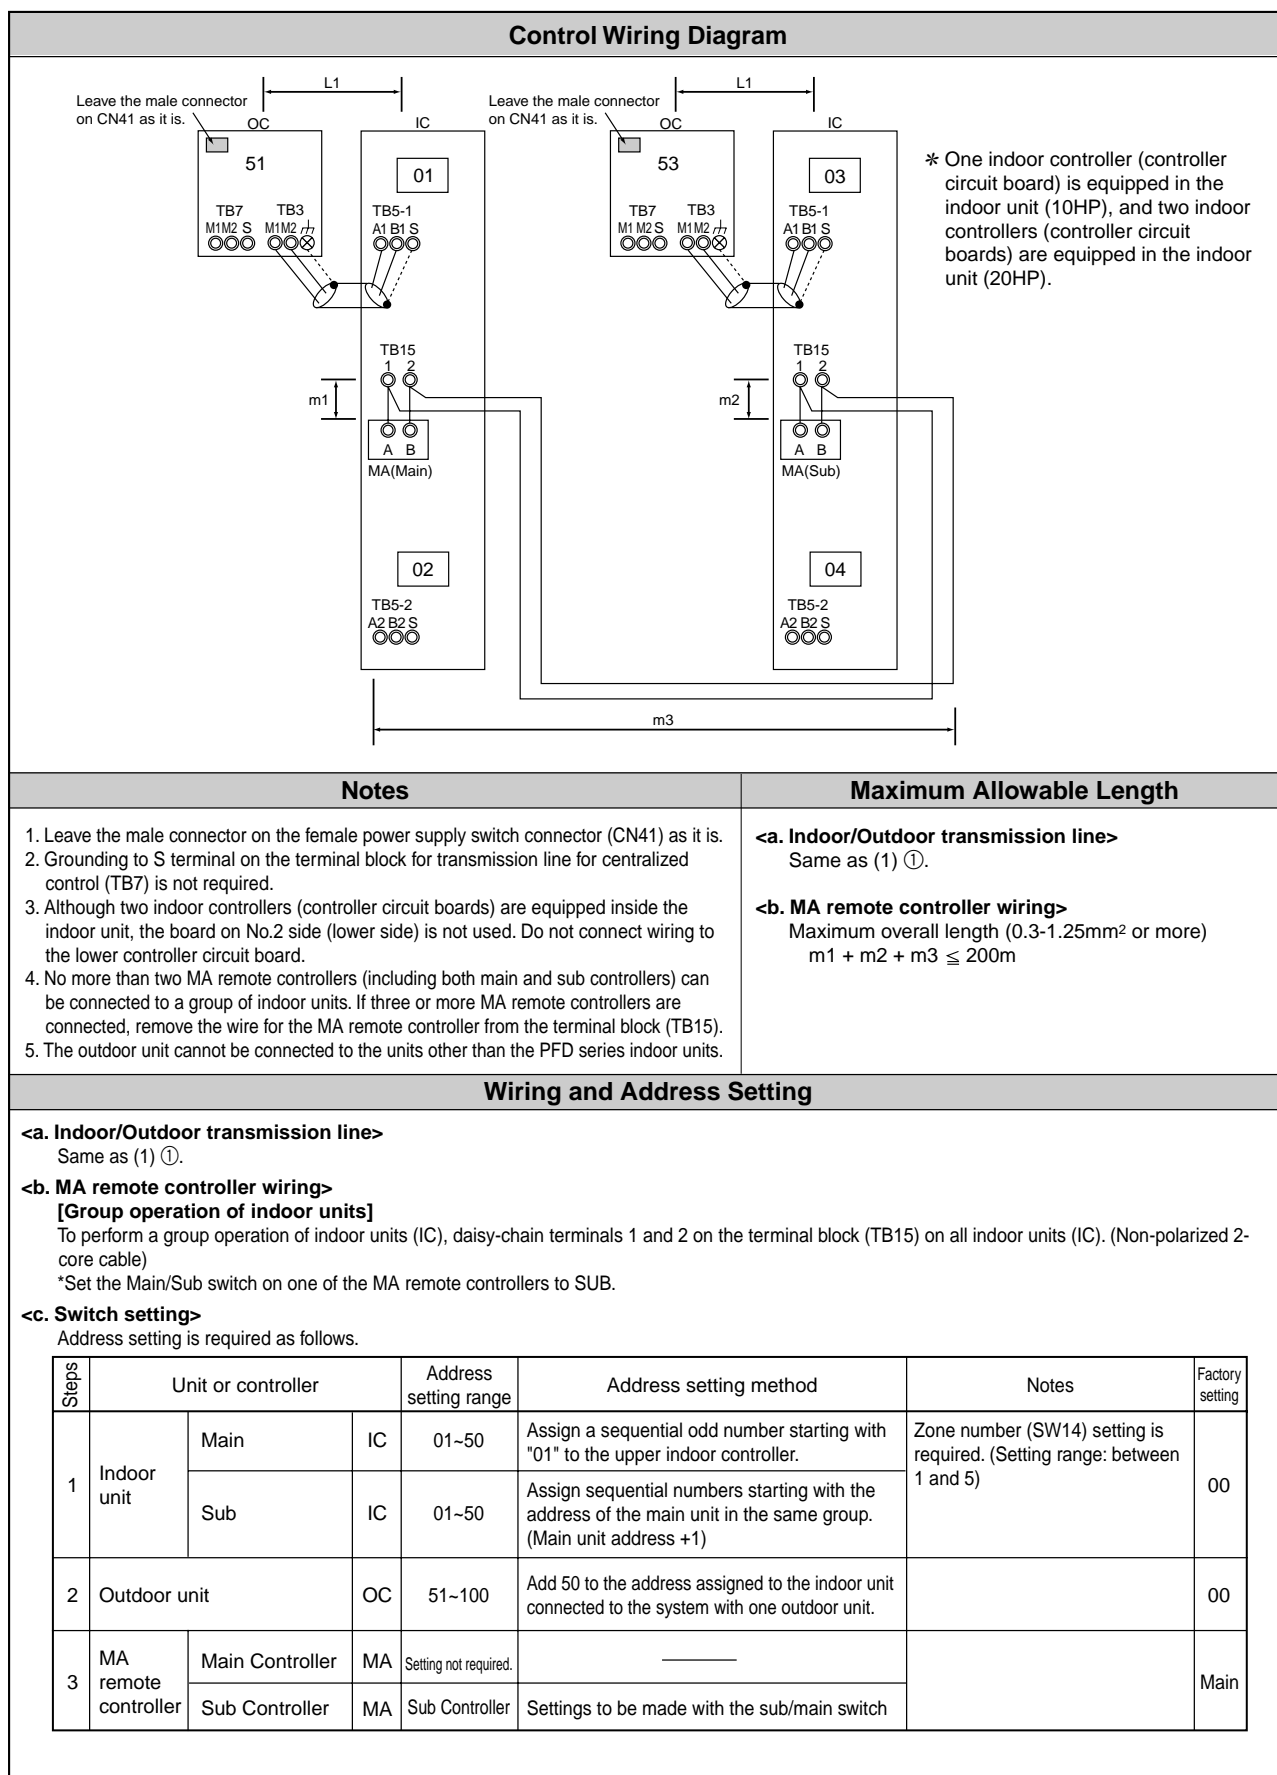 Control Wiring Diagram
L1
L1
Leave the male connector
on CN41 as it is.
OC
IC
Leave the male connector
on CN41 as it is.
OC
IC
51
01
53
03
TB7
TB3
TB5-1
TB7
TB3
TB5-1
M1M2 S
M1M2
A1 B1 S
M1 M2 S
M1M2
A1 B1 S
* One indoor controller (controller
circuit board) is equipped in the
indoor unit (10HP), and two indoor
controllers (controller circuit
boards) are equipped in the indoor
unit (20HP).
TB15
1 2
TB15
1 2
m1
m2
A B
A B
MA(Main)
MA(Sub)
02
04
TB5-2
A2 B2 S
TB5-2
A2 B2 S
m3
Notes
1. Leave the male connector on the female power supply switch connector (CN41) as it is.
2. Grounding to S terminal on the terminal block for transmission line for centralized
control (TB7) is not required.
3. Although two indoor controllers (controller circuit boards) are equipped inside the
indoor unit, the board on No.2 side (lower side) is not used. Do not connect wiring to
the lower controller circuit board.
4. No more than two MA remote controllers (including both main and sub controllers) can
be connected to a group of indoor units. If three or more MA remote controllers are
connected, remove the wire for the MA remote controller from the terminal block (TB15).
5. The outdoor unit cannot be connected to the units other than the PFD series indoor units.
Maximum Allowable Length
<a. Indoor/Outdoor transmission line>
Same as (1) ①.
<b. MA remote controller wiring>
Maximum overall length (0.3-1.25mm² or more)
m1 + m2 + m3 ≦ 200m
Wiring and Address Setting
<a. Indoor/Outdoor transmission line>
Same as (1) ①.
<b. MA remote controller wiring>
[Group operation of indoor units]
To perform a group operation of indoor units (IC), daisy-chain terminals 1 and 2 on the terminal block (TB15) on all indoor units (IC). (Non-polarized 2-
core cable)
*Set the Main/Sub switch on one of the MA remote controllers to SUB.
<c. Switch setting>
Address setting is required as follows.
Steps
Unit or controller
Address
setting range
Address setting method
Notes
Factory
setting
1
Indoor
unit
Main
IC
01~50
Assign a sequential odd number starting with
"01" to the upper indoor controller.
Zone number (SW14) setting is
required. (Setting range: between
1 and 5)
00
Sub
IC
01~50
Assign sequential numbers starting with the
address of the main unit in the same group.
(Main unit address +1)
2
Outdoor unit
OC
51~100
Add 50 to the address assigned to the indoor unit
connected to the system with one outdoor unit.
00
3
MA
remote
controller
Main Controller
MA
Setting not required.
Main
Sub Controller
MA
Sub Controller
Settings to be made with the sub/main switch